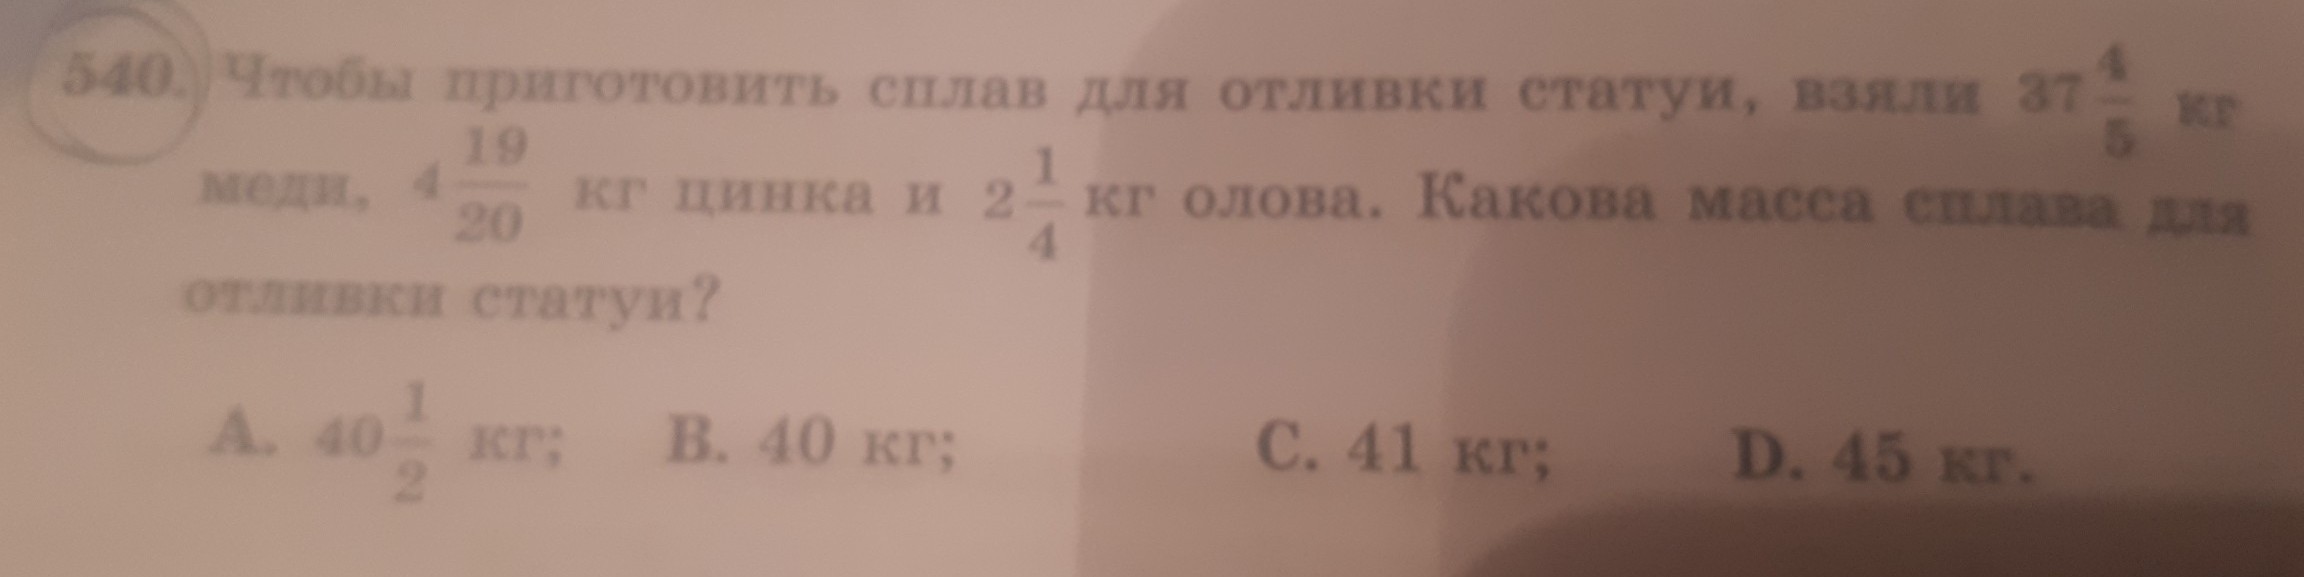 540. Чтобы приготовить сплав для отливки статуи, взяли 37 4/5 кг
меди, 4 19/20 кг цинка и 2 1/4 кг олова. Какова масса сплава для
отливки статуи?
A. 40 1/2 кг; B. 40 кг; C. 41 кг; D. 45 кг.